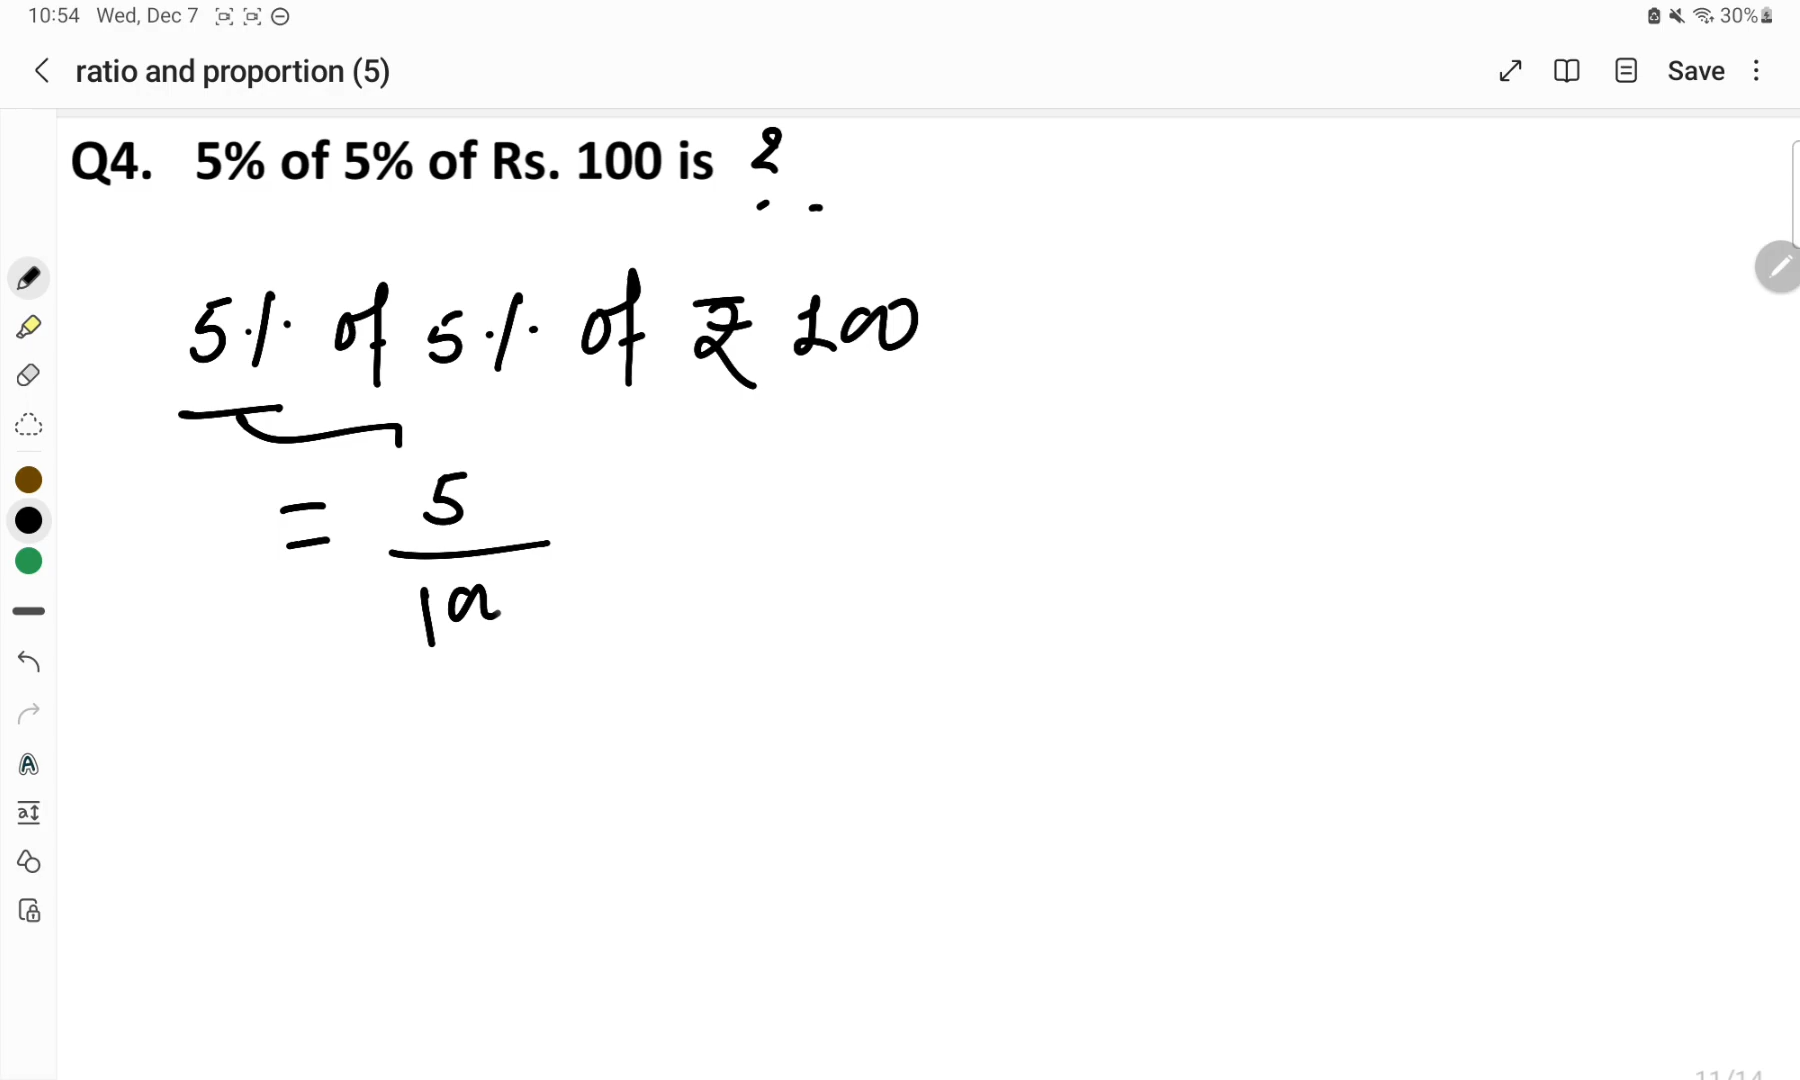 10:54 Wed, Dec 7 30%
ratio and proportion (5) Save
Q4. 5% of 5% of Rs. 100 is ?
5% of 5% of ₹ 100
= 5
10